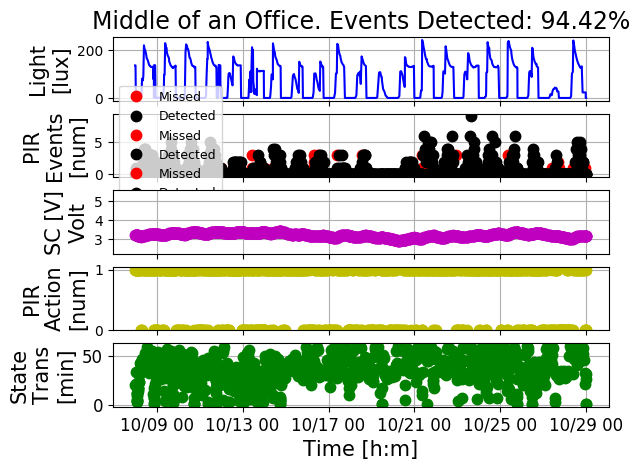 Middle of an Office. Events Detected: 94.42%
Light
[lux]
200
0
Missed
Detected
Missed
Detected
Missed
PIR
Events
[num]
5
0
SC [V]
Volt
5
4
3
PIR
Action
[num]
1
0
State
Trans
[min]
50
0
10/09 00 10/13 00 10/17 00 10/21 00 10/25 00 10/29 00
Time [h:m]